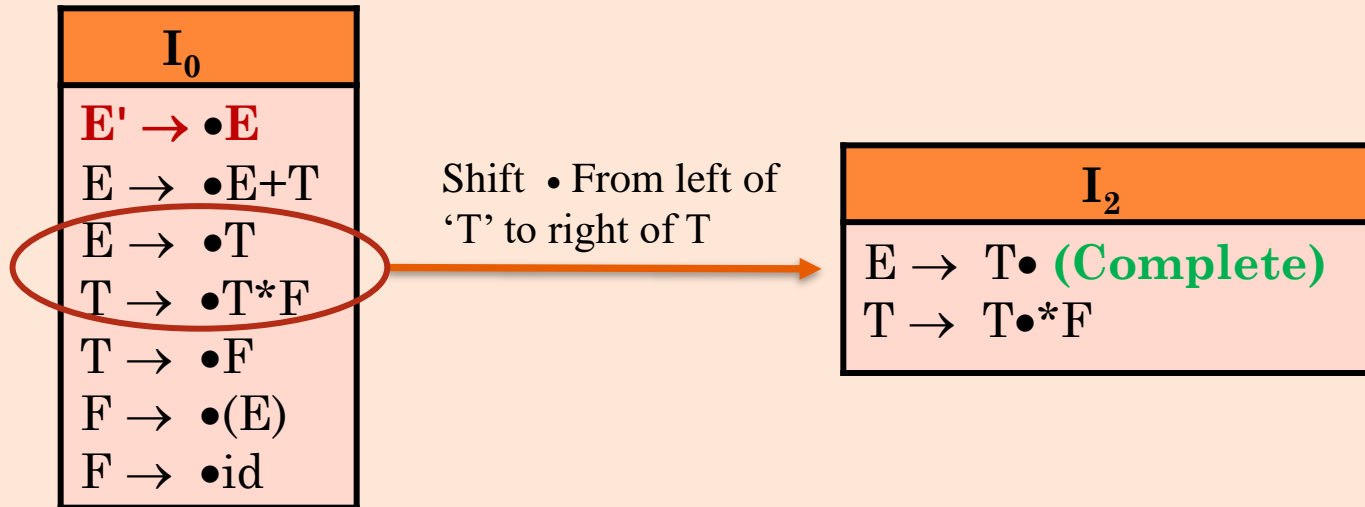 I₀
E' → •E
E → •E+T
E → •T
T → •T*F
T → •F
F → •(E)
F → •id
Shift • From left of
‘T’ to right of T
I₂
E → T• (Complete)
T → T•*F